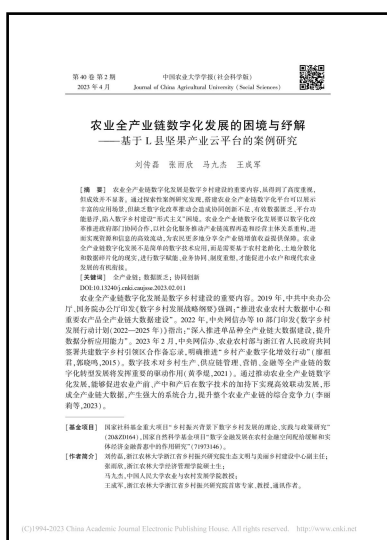 第40卷第2期
中国农业大学学报(社会科学版)
2023年4月
Journal of China Agricultural University(Social Sciences)
农业全产业链数字化发展的困境与纾解
——基于L县坚果产业云平台的案例研究
刘传磊 张雨欣 马九杰 王成军
[摘 要] 农业全产业链数字化发展是数字乡村建设的重要内容,虽得到了高度重视,
但成效并不显著。通过探索性案例研究发现,搭建农业全产业链数字化平台可以展示
丰富的应用场景,但缺乏数字化改革推动会造成协同创新不足、有效数据匮乏、平台功
能悬浮,陷入数字乡村建设“形式主义”困境。农业全产业链数字化发展要以数字化改
革推进政府部门协同合作,以社会化服务推动产业链流程再造和经营主体关系重构,进
而实现资源和信息的高效流动,为农民更多地分享全产业链增值收益提供保障。农业
全产业链数字化发展不是简单的数字技术应用,而是需要基于农村老龄化、土地分散化
和数据碎片化的现实,进行数字赋能、业务协同、制度重塑,才能促进小农户和现代农业
发展的有机衔接。
[关键词] 全产业链;数据匮乏;协同创新
DOI:10.13240/j.cnki.caujsse.2023.02.011
农业全产业链数字化发展是数字乡村建设的重要内容。2019年,中共中央办公
厅、国务院办公厅印发《数字乡村发展战略纲要》强调:“推进农业农村大数据中心和
重要农产品全产业链大数据建设”。2022年,中央网信办等10部门印发《数字乡村
发展行动计划(2022—2025年)》指出:“深入推进单品种全产业链大数据建设,提升
数据分析应用能力”。2023年2月,中央网信办、农业农村部与浙江省人民政府共同
签署共建数字乡村引领区合作备忘录,明确推进“乡村产业数字化增效行动”(廖祖
君、郭晓鸣,2015)。数字技术对乡村生产、供应链管理、营销、金融等全产业链的数
字化转型发展将发挥重要的驱动作用(黄季焜,2021)。通过推动农业全产业链数字
化发展,能够促进农业产前、产中和产后在数字技术的加持下实现高效联动发展,形
成全产业链大数据,产生强大的系统合力,提升整个农业产业链的综合竞争力(李丽
莉等,2023)。
[基金项目] 国家社科基金重大项目“乡村振兴背景下数字乡村发展的理论、实践与政策研究”
(20&ZD164),国家自然科学基金项目“数字金融发展在农村金融空间配给缓解和实
体经济融资普惠中的作用研究”(71973146)。
[作者简介] 刘传磊,浙江农林大学浙江省乡村振兴研究院生态文明与美丽乡村建设中心副主任;
张雨欣,浙江农林大学经济管理学院硕士生;
马九杰,中国人民大学农业与农村发展学院教授;
王成军,浙江农林大学浙江省乡村振兴研究院首席专家、教授,通讯作者。
(C)1994-2023 China Academic Journal Electronic Publishing House. All rights reserved. http://www.cnki.net